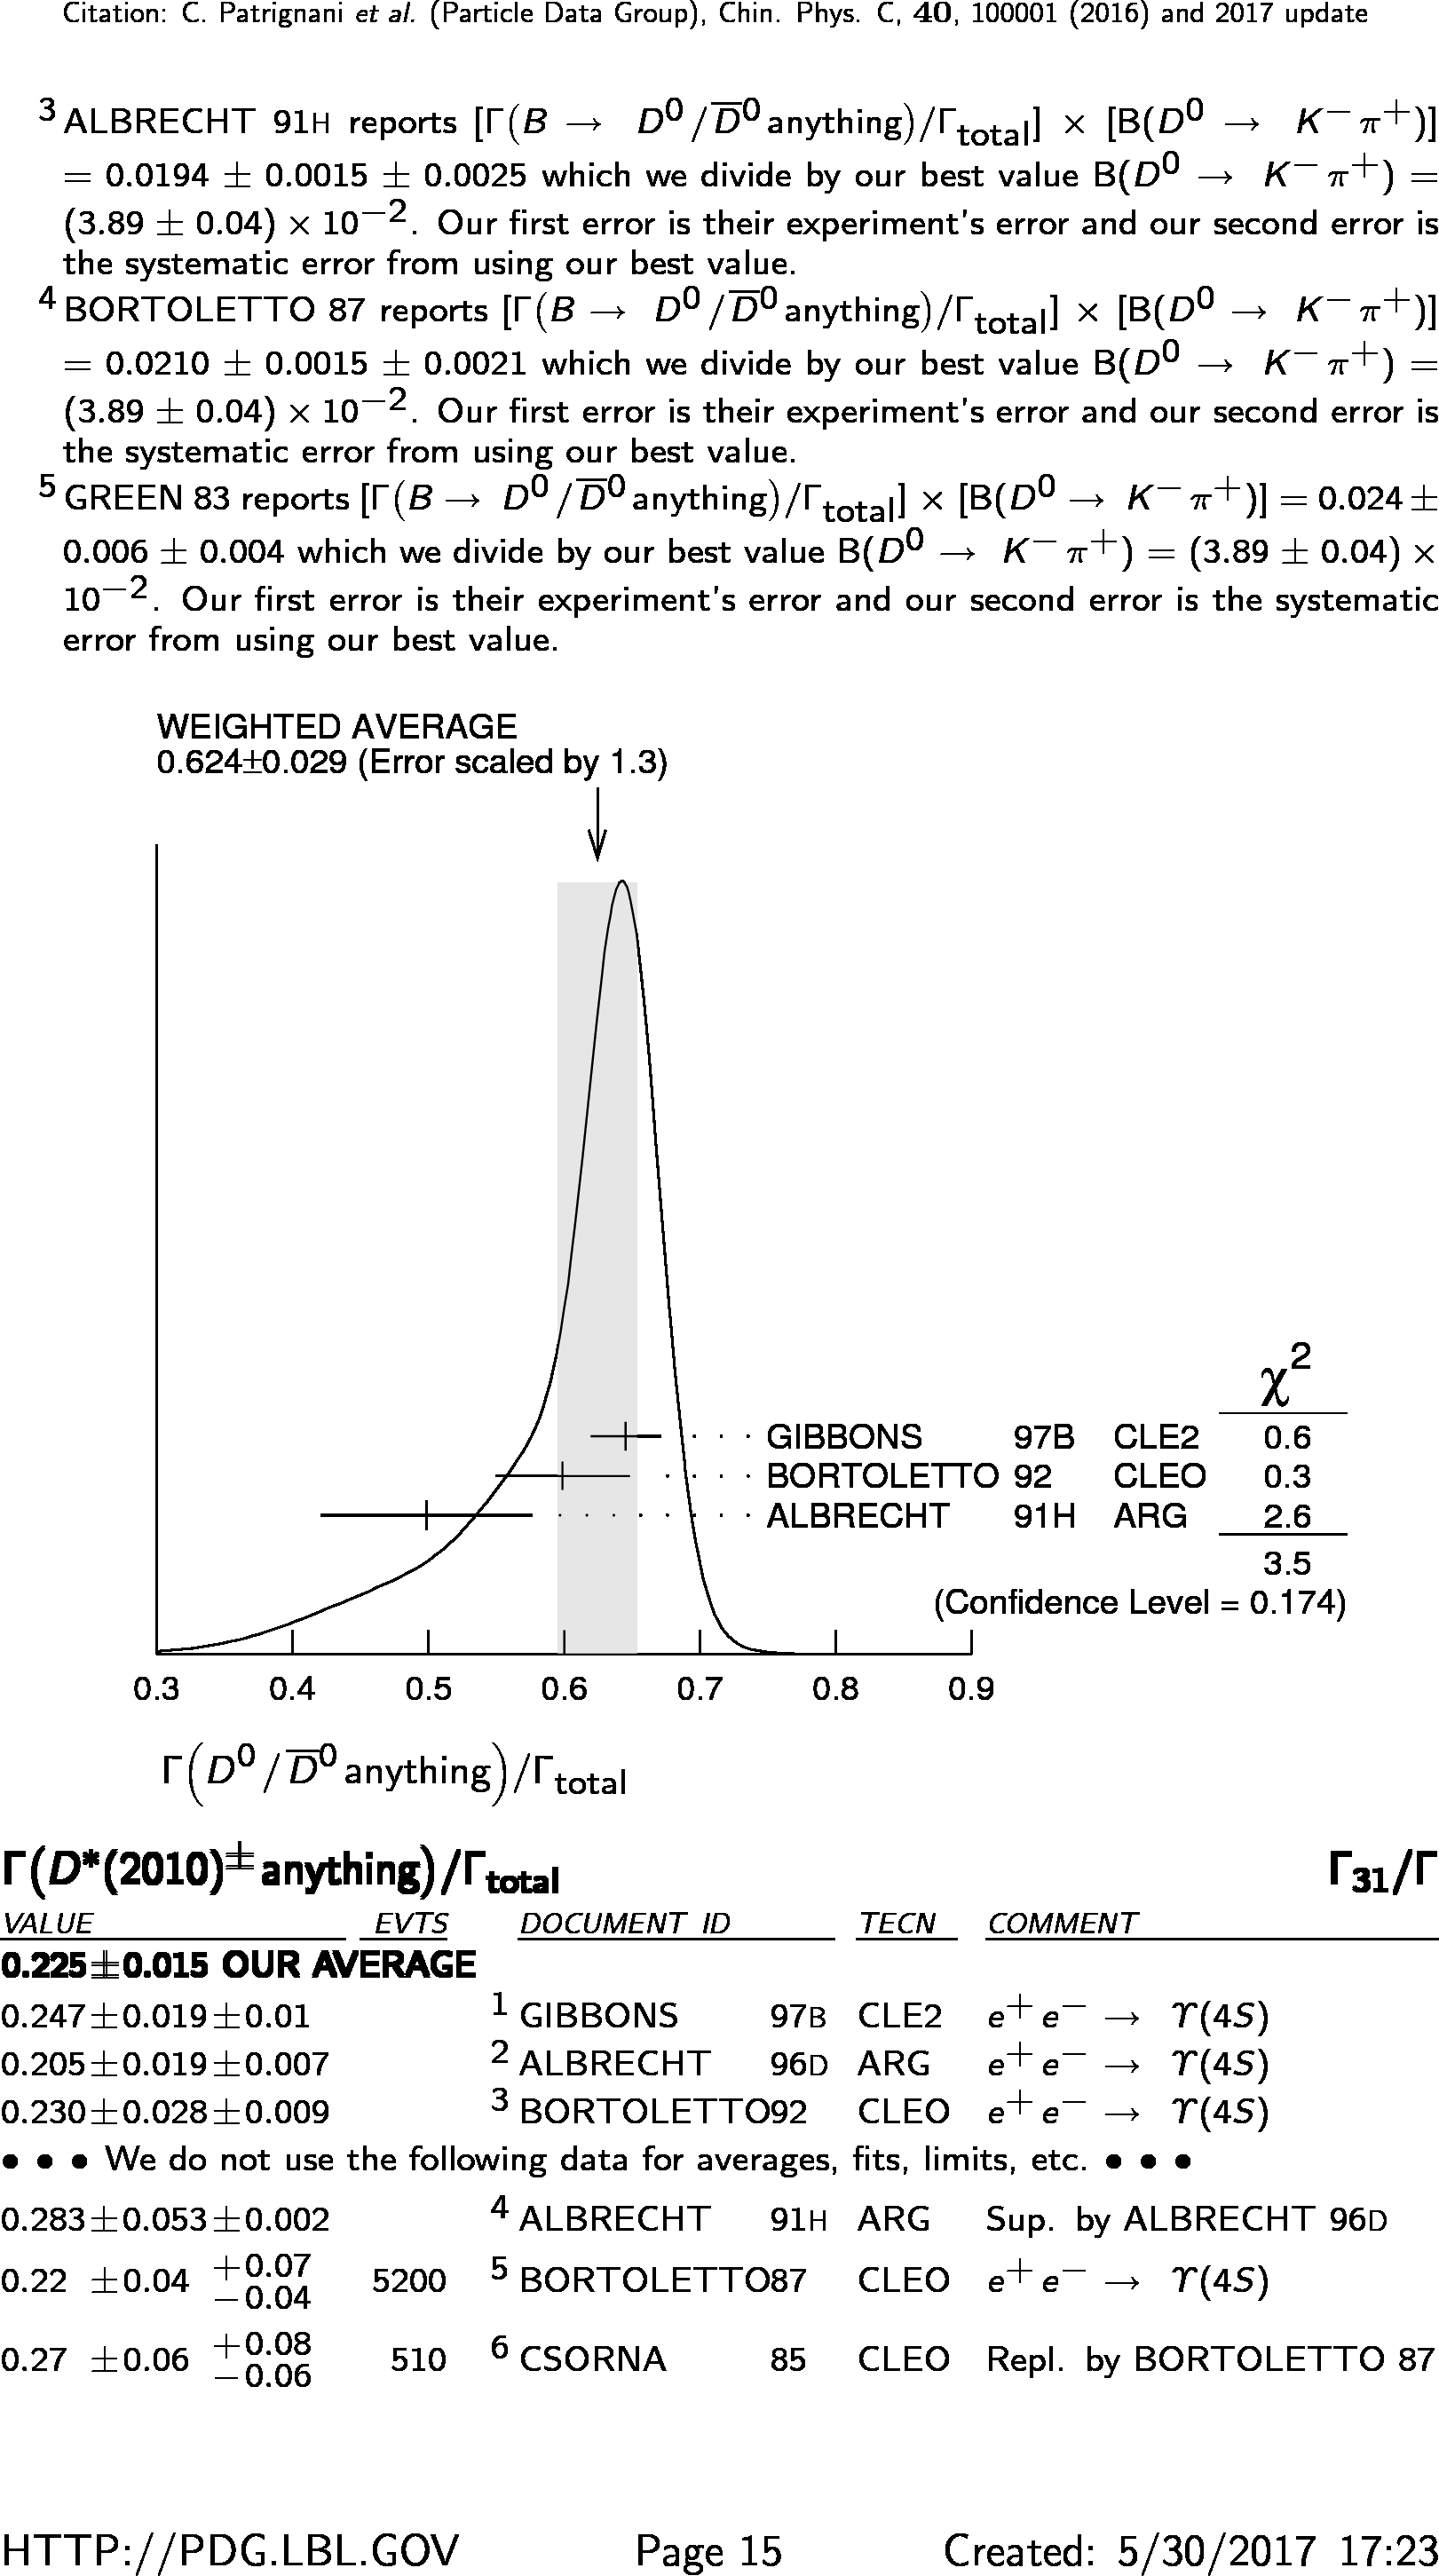 Citation: C. Patrignani et al. (Particle Data Group), Chin. Phys. C, 40, 100001 (2016) and 2017 update
3 ALBRECHT 91H reports [Γ(B → D⁰/D̅⁰ anything)/Γtotal] × [B(D⁰ → K⁻π⁺)]
= 0.0194 ± 0.0015 ± 0.0025 which we divide by our best value B(D⁰ → K⁻π⁺) =
(3.89 ± 0.04) × 10⁻². Our first error is their experiment's error and our second error is
the systematic error from using our best value.
4 BORTOLETTO 87 reports [Γ(B → D⁰/D̅⁰ anything)/Γtotal] × [B(D⁰ → K⁻π⁺)]
= 0.0210 ± 0.0015 ± 0.0021 which we divide by our best value B(D⁰ → K⁻π⁺) =
(3.89 ± 0.04) × 10⁻². Our first error is their experiment's error and our second error is
the systematic error from using our best value.
5 GREEN 83 reports [Γ(B → D⁰/D̅⁰ anything)/Γtotal] × [B(D⁰ → K⁻π⁺)] = 0.024 ±
0.006 ± 0.004 which we divide by our best value B(D⁰ → K⁻π⁺) = (3.89 ± 0.04) ×
10⁻². Our first error is their experiment's error and our second error is the systematic
error from using our best value.
WEIGHTED AVERAGE
0.624±0.029 (Error scaled by 1.3)
χ²
GIBBONS 97B CLE2 0.6
BORTOLETTO 92 CLEO 0.3
ALBRECHT 91H ARG 2.6
3.5
(Confidence Level = 0.174)
0.3 0.4 0.5 0.6 0.7 0.8 0.9
Γ(D⁰/D̅⁰ anything)/Γtotal
Γ(D*(2010)± anything)/Γtotal Γ31/Γ
VALUE EVTS DOCUMENT ID TECN COMMENT
0.225±0.015 OUR AVERAGE
0.247±0.019±0.01 1 GIBBONS 97B CLE2 e⁺e⁻ → ϒ(4S)
0.205±0.019±0.007 2 ALBRECHT 96D ARG e⁺e⁻ → ϒ(4S)
0.230±0.028±0.009 3 BORTOLETTO92 CLEO e⁺e⁻ → ϒ(4S)
• • • We do not use the following data for averages, fits, limits, etc. • • •
0.283±0.053±0.002 4 ALBRECHT 91H ARG Sup. by ALBRECHT 96D
0.22 ±0.04 +0.07 −0.04 5200 5 BORTOLETTO87 CLEO e⁺e⁻ → ϒ(4S)
0.27 ±0.06 +0.08 −0.06 510 6 CSORNA 85 CLEO Repl. by BORTOLETTO 87
HTTP://PDG.LBL.GOV Page 15 Created: 5/30/2017 17:23